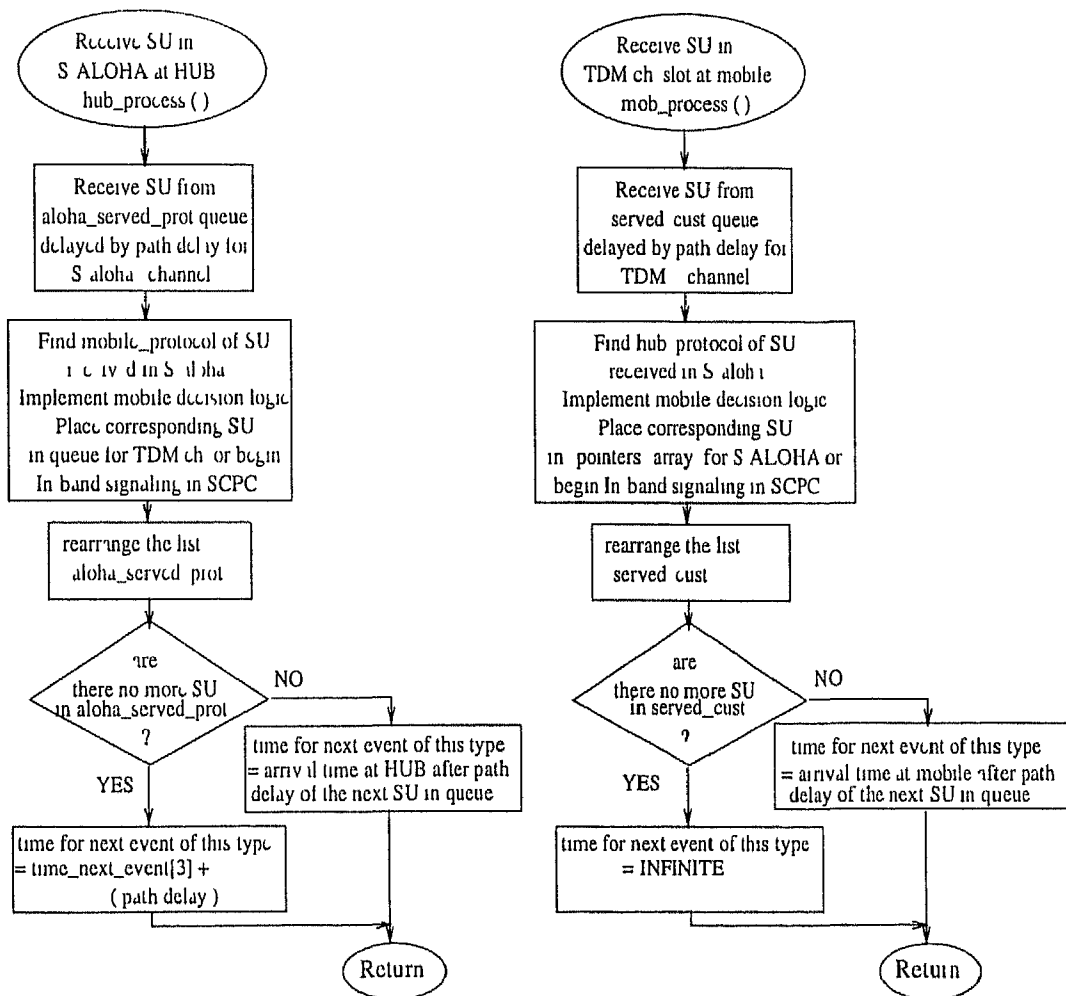 Receive SU in
S ALOHA at HUB
hub_process ( )
Receive SU from
aloha_served_prot queue
delayed by path delay for
S aloha channel
Find mobile_protocol of SU
in S aloha
Implement mobile decision logic
Place corresponding SU
in queue for TDM ch or begin
In band signaling in SCPC
rearrange the list
aloha_served prot
are
there no more SU
in aloha_served_prot
?
NO
YES
time for next event of this type
= arrival time at HUB after path
delay of the next SU in queue
time for next event of this type
= time_next_event[3] +
( path delay )
Return
Receive SU in
TDM ch slot at mobile
mob_process ( )
Receive SU from
served cust queue
delayed by path delay for
TDM channel
Find hub protocol of SU
received in S aloha
Implement mobile decision logic
Place corresponding SU
in pointers array for S ALOHA or
begin In band signaling in SCPC
rearrange the list
served cust
are
there no more SU
in served_cust
?
NO
YES
time for next event of this type
= arrival time at mobile after path
delay of the next SU in queue
time for next event of this type
= INFINITE
Return